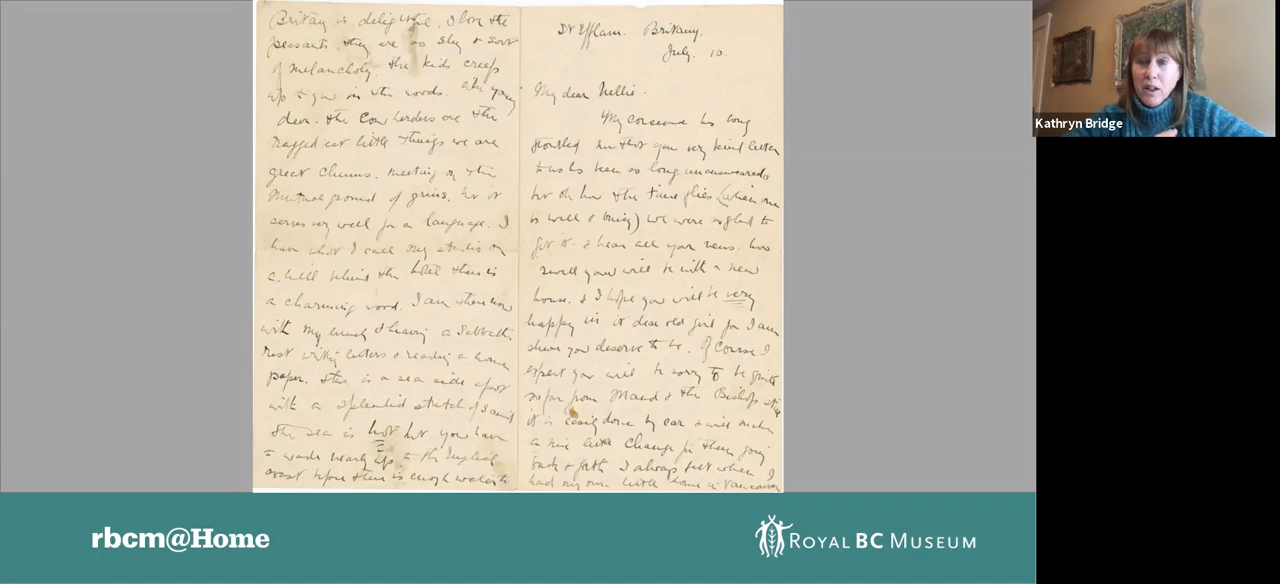 Britany is delightful. I love the
peasants. they are so shy & sort
of melancholy. the kids creep
up to you in the woods. like young
deer. the cow herders are the
raggedest little things we are
great chums. meeting on the
mutual ground of grins. for it
serves very well for a language. I
have what I call my studio on
a hill behind the hotel there is
a charming wood. I am there now
with my lunch & having a Sabbath
rest writing letters & reading a home
paper. this is a sea side spot
with a splendid stretch of sand
the sea is hot but you have
to wade nearly up to the English
coast before there is enough water to
St Efflam. Britany.
July. 10.
My dear Nellie.
My conscience has long
me that your very kind letter
to us has been so long unanswered
but oh how the time flies (when one
is well & busy) we were so glad to
get it. & hear all your news. how
swell you will be with a new
house. & I hope you will be very
happy in it dear old girl for I am
sure you deserve to be. Of course I
expect you will be sorry to be quite
so far from Maud & the Bishop still
it is easily done by car & will make
a nice little change for them going
back & forth I always felt when I
had my own little home in Vancouver
rbcm@Home
ROYAL BC MUSEUM
Kathryn Bridge